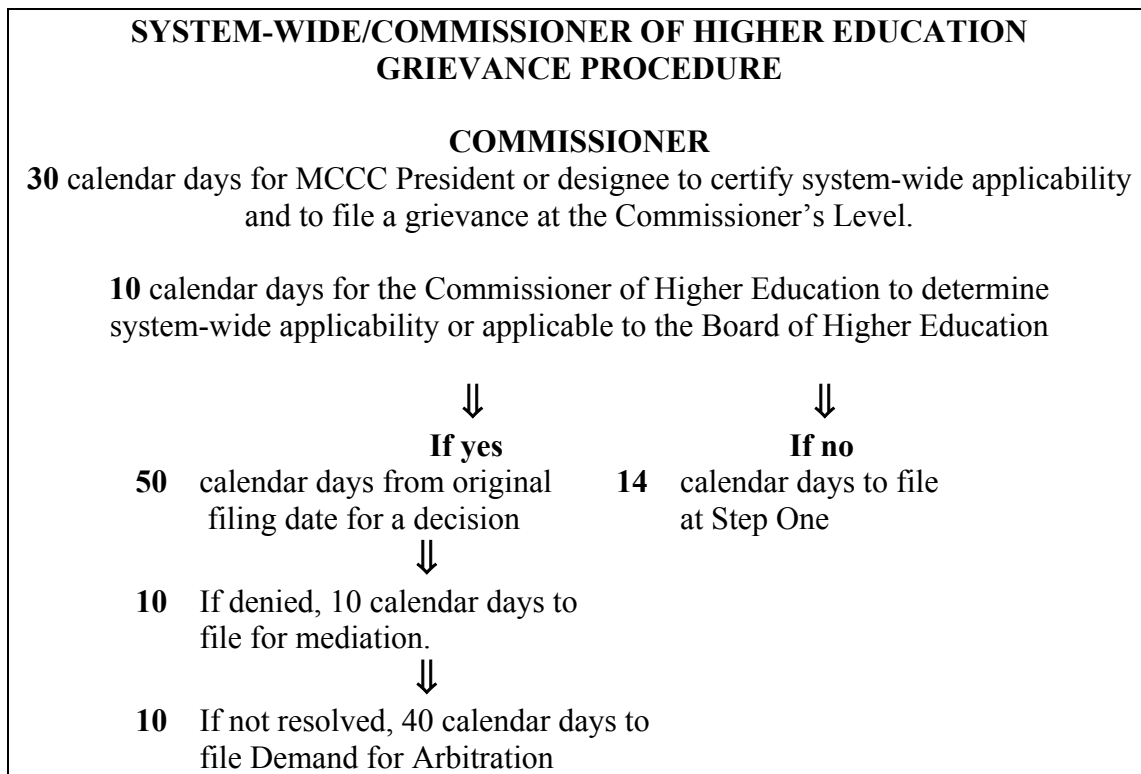 SYSTEM-WIDE/COMMISSIONER OF HIGHER EDUCATION
GRIEVANCE PROCEDURE
COMMISSIONER
30 calendar days for MCCC President or designee to certify system-wide applicability
and to file a grievance at the Commissioner’s Level.
10 calendar days for the Commissioner of Higher Education to determine
system-wide applicability or applicable to the Board of Higher Education
⇓ ⇓
If yes If no
50 calendar days from original 14 calendar days to file
filing date for a decision at Step One
⇓
10 If denied, 10 calendar days to
file for mediation.
⇓
10 If not resolved, 40 calendar days to
file Demand for Arbitration